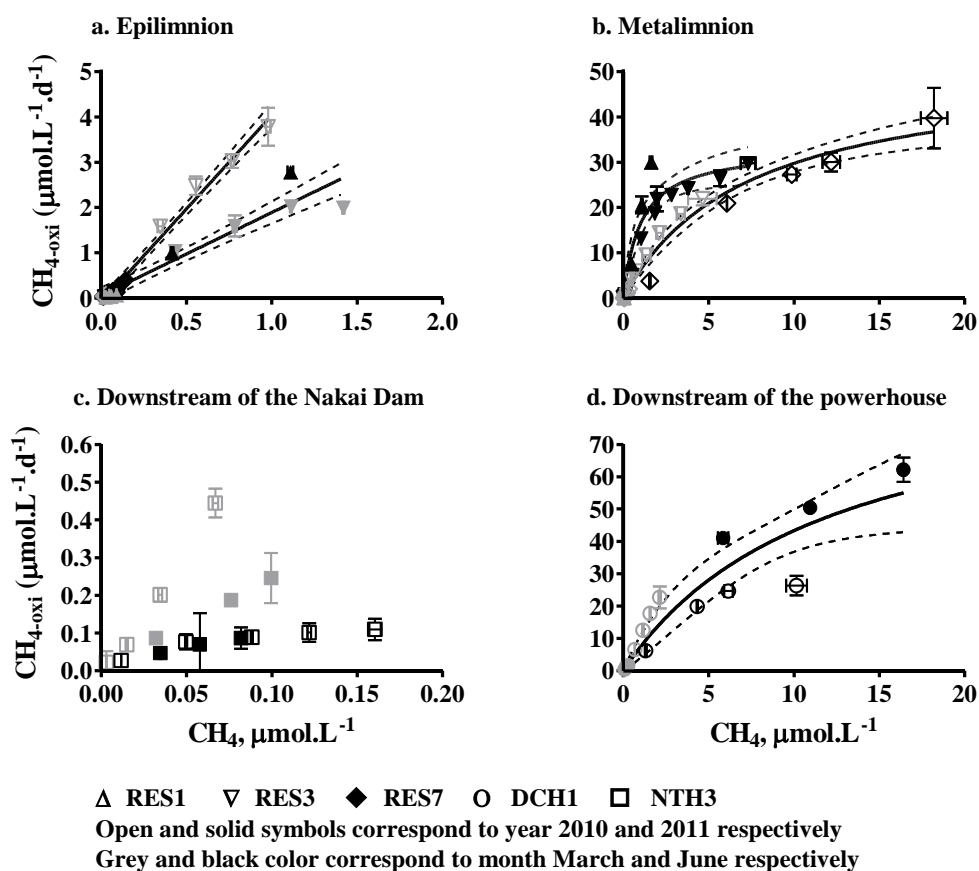 a. Epilimnion
b. Metalimnion
CH4-oxi (μmol.L-1.d-1)
5
4
3
2
1
0
0.0 0.5 1.0 1.5 2.0
50
40
30
20
10
0
0 5 10 15 20
c. Downstream of the Nakai Dam
d. Downstream of the powerhouse
CH4-oxi (μmol.L-1.d-1)
0.6
0.5
0.4
0.3
0.2
0.1
0.0
0.00 0.05 0.10 0.15 0.20
CH4, μmol.L-1
70
60
50
40
30
20
10
0
0 5 10 15 20
CH4, μmol.L-1
RES1 RES3 RES7 DCH1 NTH3
Open and solid symbols correspond to year 2010 and 2011 respectively
Grey and black color correspond to month March and June respectively